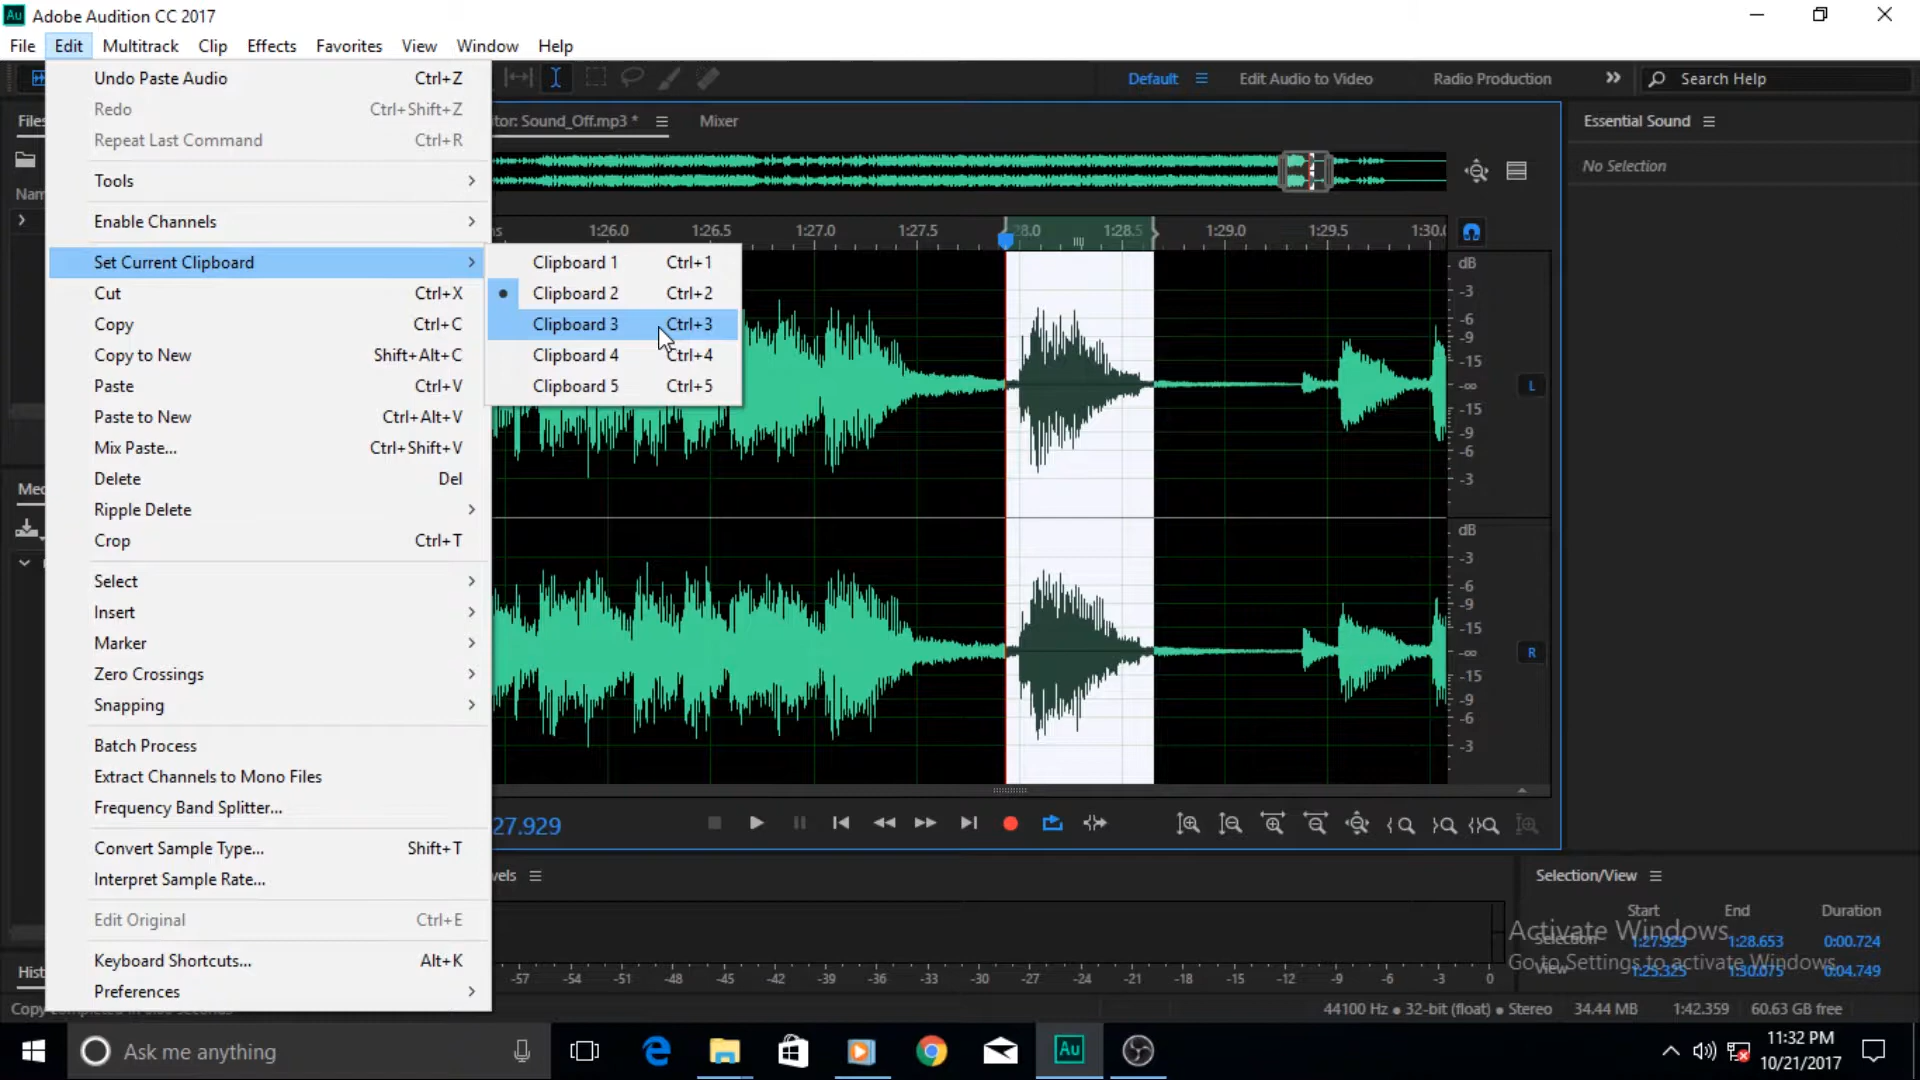 Au Adobe Audition CC 2017
File Edit Multitrack Clip Effects Favorites View Window Help
Default Edit Audio to Video Radio Production Search Help
Undo Paste Audio Ctrl+Z
Redo Ctrl+Shift+Z
Repeat Last Command Ctrl+R
Tools
Enable Channels
Set Current Clipboard
Cut Ctrl+X
Copy Ctrl+C
Copy to New Shift+Alt+C
Paste Ctrl+V
Paste to New Ctrl+Alt+V
Mix Paste... Ctrl+Shift+V
Delete Del
Ripple Delete
Crop Ctrl+T
Select
Insert
Marker
Zero Crossings
Snapping
Batch Process
Extract Channels to Mono Files
Frequency Band Splitter...
Convert Sample Type... Shift+T
Interpret Sample Rate...
Edit Original Ctrl+E
Keyboard Shortcuts... Alt+K
Preferences
Clipboard 1 Ctrl+1
Clipboard 2 Ctrl+2
Clipboard 3 Ctrl+3
Clipboard 4 Ctrl+4
Clipboard 5 Ctrl+5
Files
Nam
Med
Hist
tor: Sound_Off.mp3 * Mixer
ns 1:26.0 1:26.5 1:27.0 1:27.5 28.0 1:28.5 1:29.0 1:29.5 1:30.0
dB
-3
-6
-9
-15
-∞
-15
-9
-6
-3
L
dB
-3
-6
-9
-15
-∞
-15
-9
-6
-3
R
27.929
vels
-57 -54 -51 -48 -45 -42 -39 -36 -33 -30 -27 -24 -21 -18 -15 -12 -9 -6 -3 0
Essential Sound
No Selection
Selection/View
Start End Duration
Selection 1:27.929 1:28.653 0:00.724
View 1:25.325 1:30.075 0:04.749
Activate Windows
Go to Settings to activate Windows.
44100 Hz ● 32-bit (float) ● Stereo 34.44 MB 1:42.359 60.63 GB free
Ask me anything
Au
11:32 PM
10/21/2017